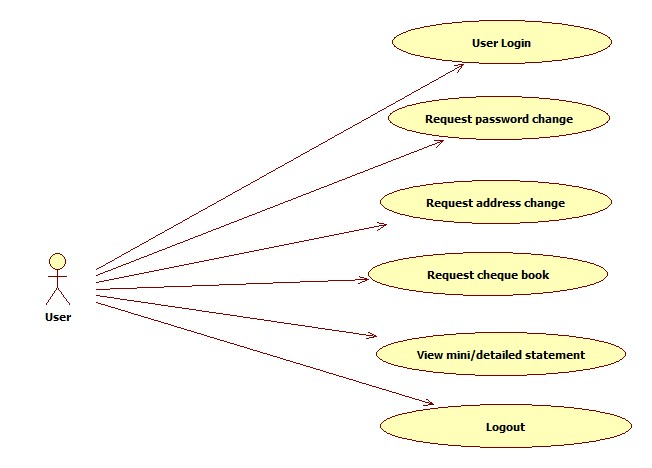 User Login
Request password change
Request address change
Request cheque book
User
View mini/detailed statement
Logout